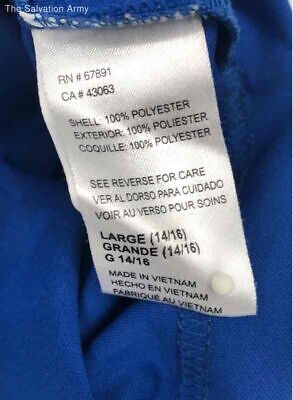 The Salvation Army
RN # 67891
CA # 43063
SHELL: 100% POLYESTER
EXTERIOR: 100% POLIESTER
COQUILLE: 100% POLYESTER
SEE REVERSE FOR CARE
VER AL DORSO PARA CUIDADO
VOIR AU VERSO POUR SOINS
LARGE (14/16)
GRANDE (14/16)
G 14/16
MADE IN VIETNAM
HECHO EN VIETNAM
FABRIQUÉ AU VIETNAM